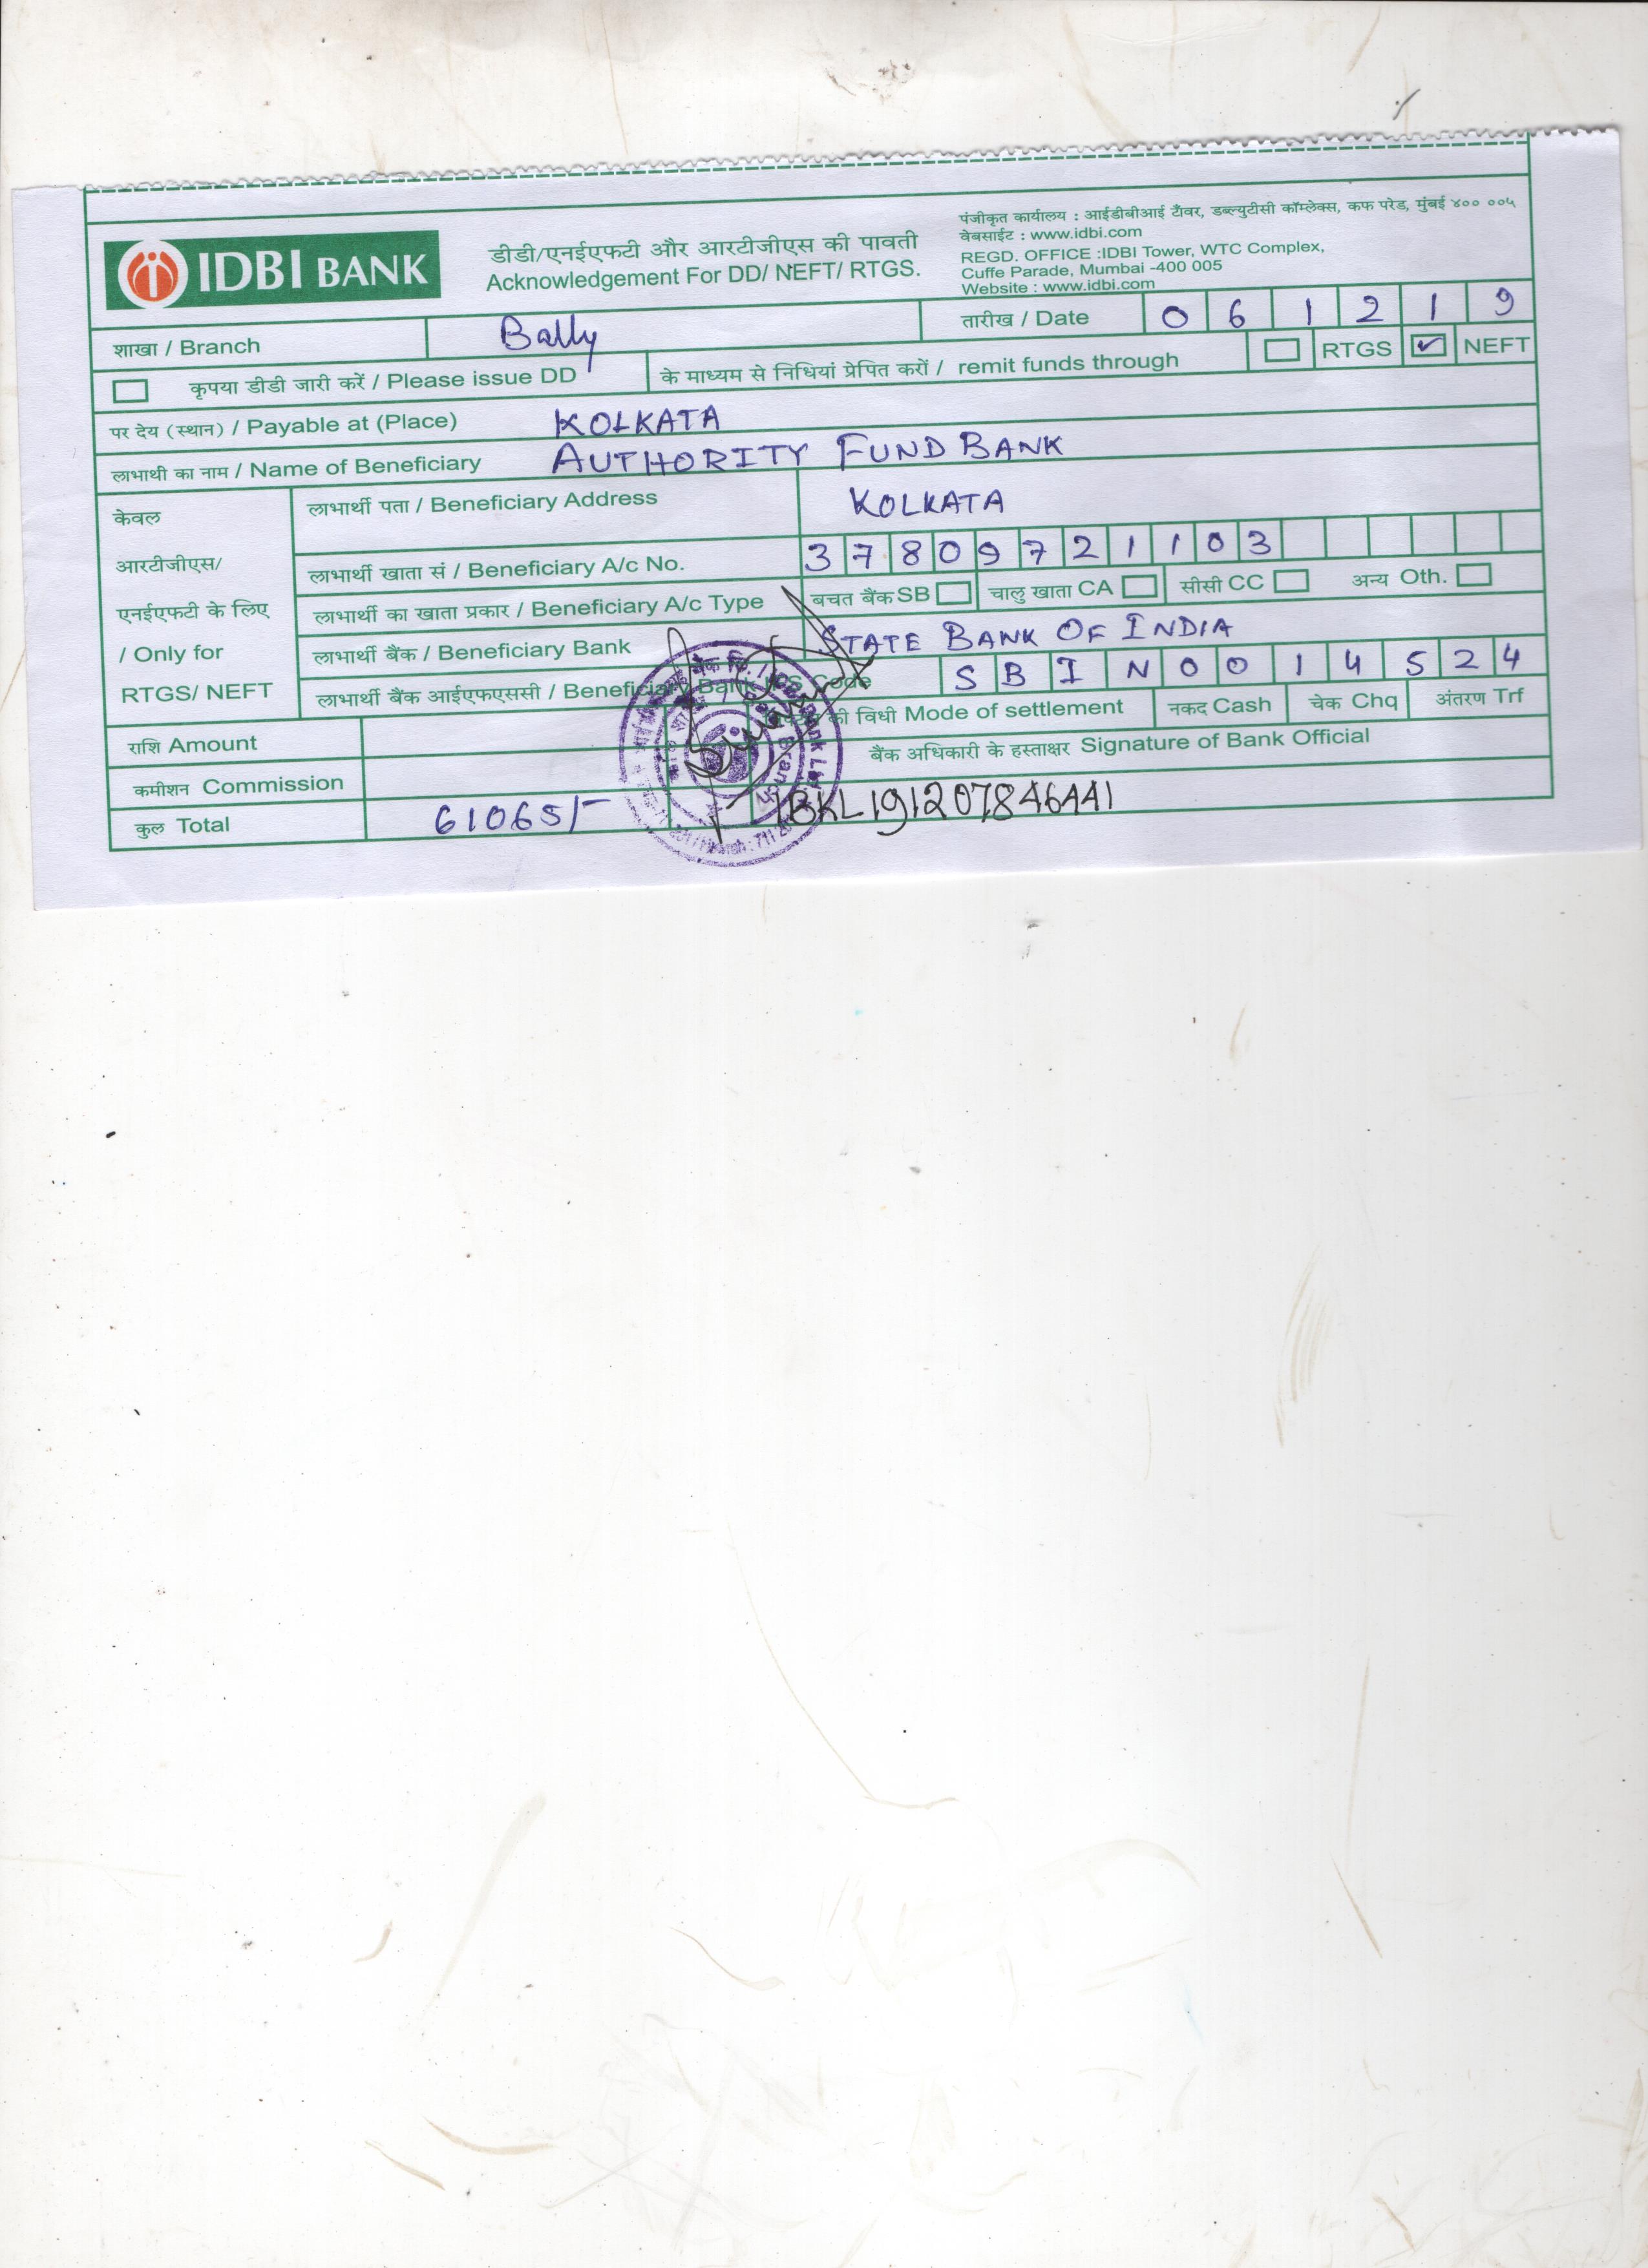 IDBI BANK
डीडी/एनईएफटी और आरटीजीएस की पावती
Acknowledgement For DD/ NEFT/ RTGS.
पंजीकृत कार्यालय : आईडीबीआई टॉवर, डब्ल्युटीसी कॉम्लेक्स, कफ परेड, मुंबई ४०० ००५
वेबसाईट : www.idbi.com
REGD. OFFICE :IDBI Tower, WTC Complex,
Cuffe Parade, Mumbai -400 005
Website : www.idbi.com
शाखा / Branch Bally तारीख / Date 0 6 1 2 1 9
कृपया डीडी जारी करें / Please issue DD के माध्यम से निधियां प्रेषित करों / remit funds through RTGS ✓ NEFT
पर देय (स्थान) / Payable at (Place) KOLKATA
लाभाथी का नाम / Name of Beneficiary AUTHORITY FUND BANK
केवल
आरटीजीएस/
एनईएफटी के लिए
/ Only for
RTGS/ NEFT
लाभार्थी पता / Beneficiary Address KOLKATA
लाभार्थी खाता सं / Beneficiary A/c No. 3 7 8 0 9 7 2 1 1 0 3
लाभार्थी का खाता प्रकार / Beneficiary A/c Type बचत बैंक SB चालु खाता CA सीसी CC अन्य Oth.
लाभार्थी बैंक / Beneficiary Bank STATE BANK OF INDIA
लाभार्थी बैंक आईएफएससी / Beneficiary Bank Code S B I N 0 0 1 4 5 2 4
की विधी Mode of settlement नकद Cash चेक Chq अंतरण Trf
राशि Amount
बैंक अधिकारी के हस्ताक्षर Signature of Bank Official
कमीशन Commission
कुल Total 61065/- IBKL191207846441